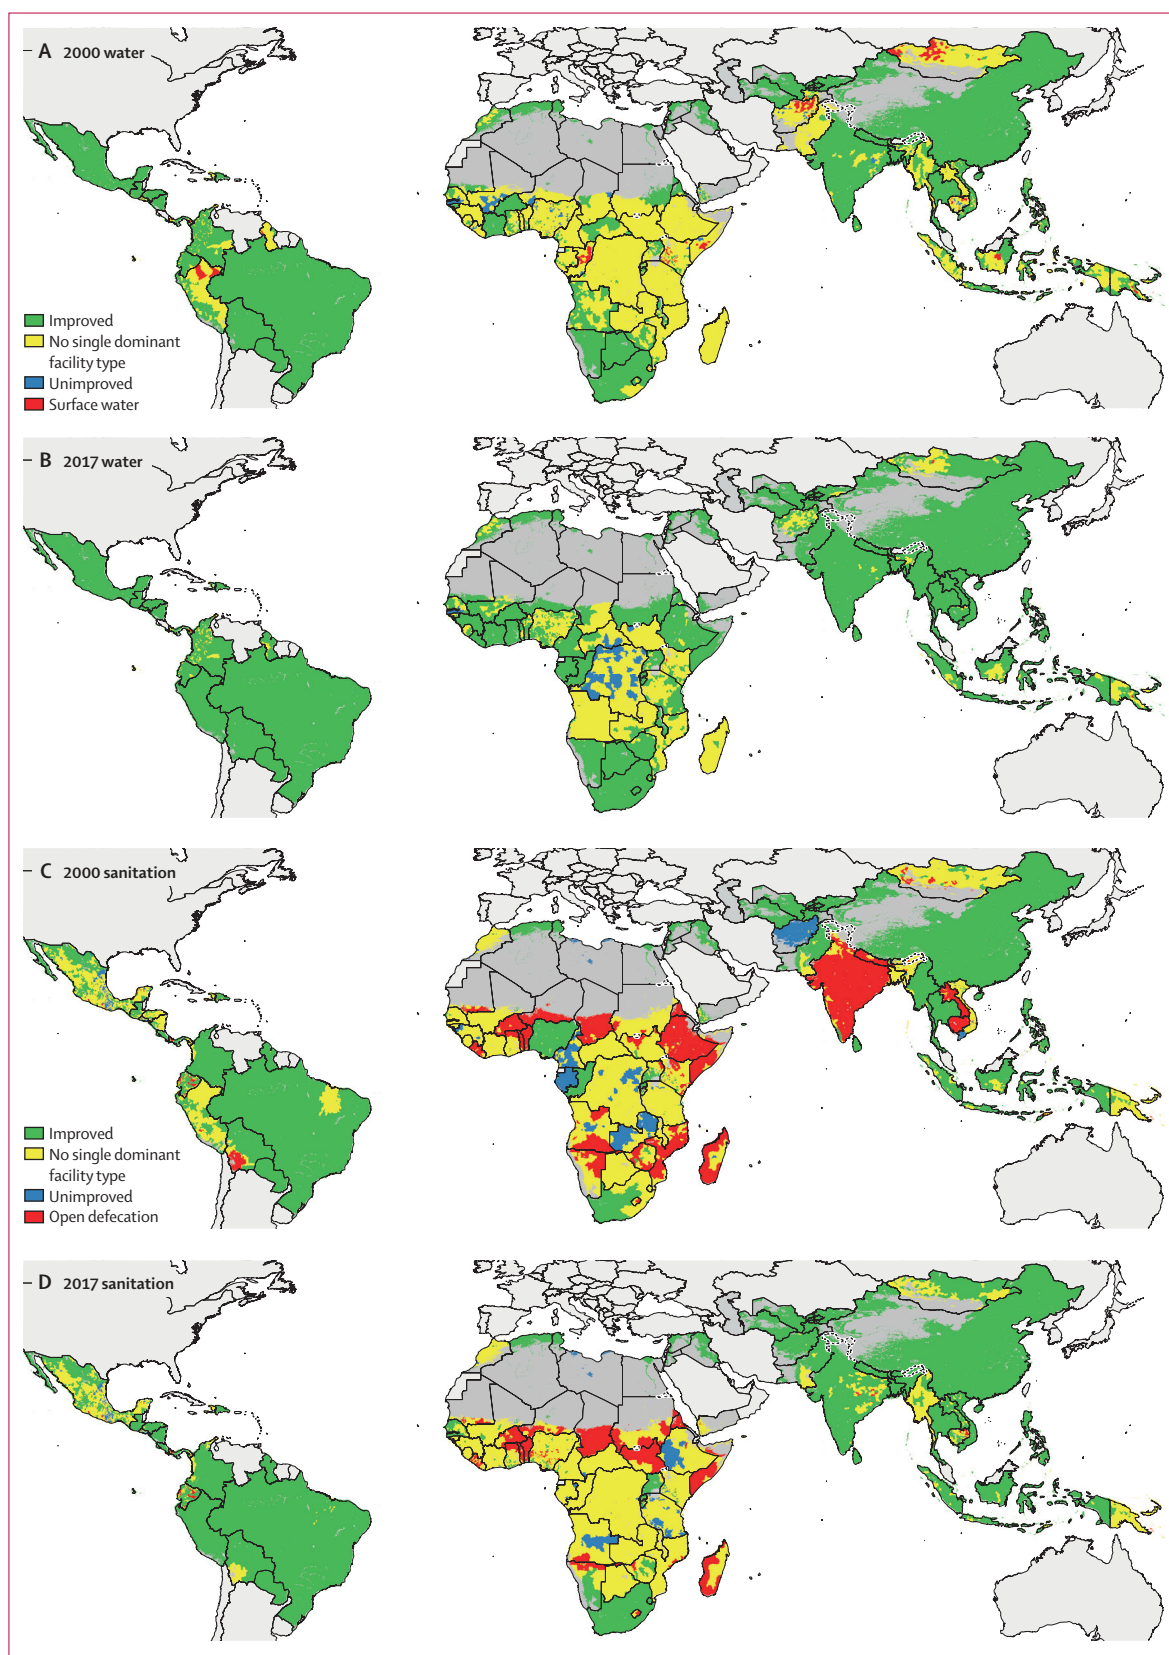 A 2000 water
Improved
No single dominant
facility type
Unimproved
Surface water
B 2017 water
C 2000 sanitation
Improved
No single dominant
facility type
Unimproved
Open defecation
D 2017 sanitation